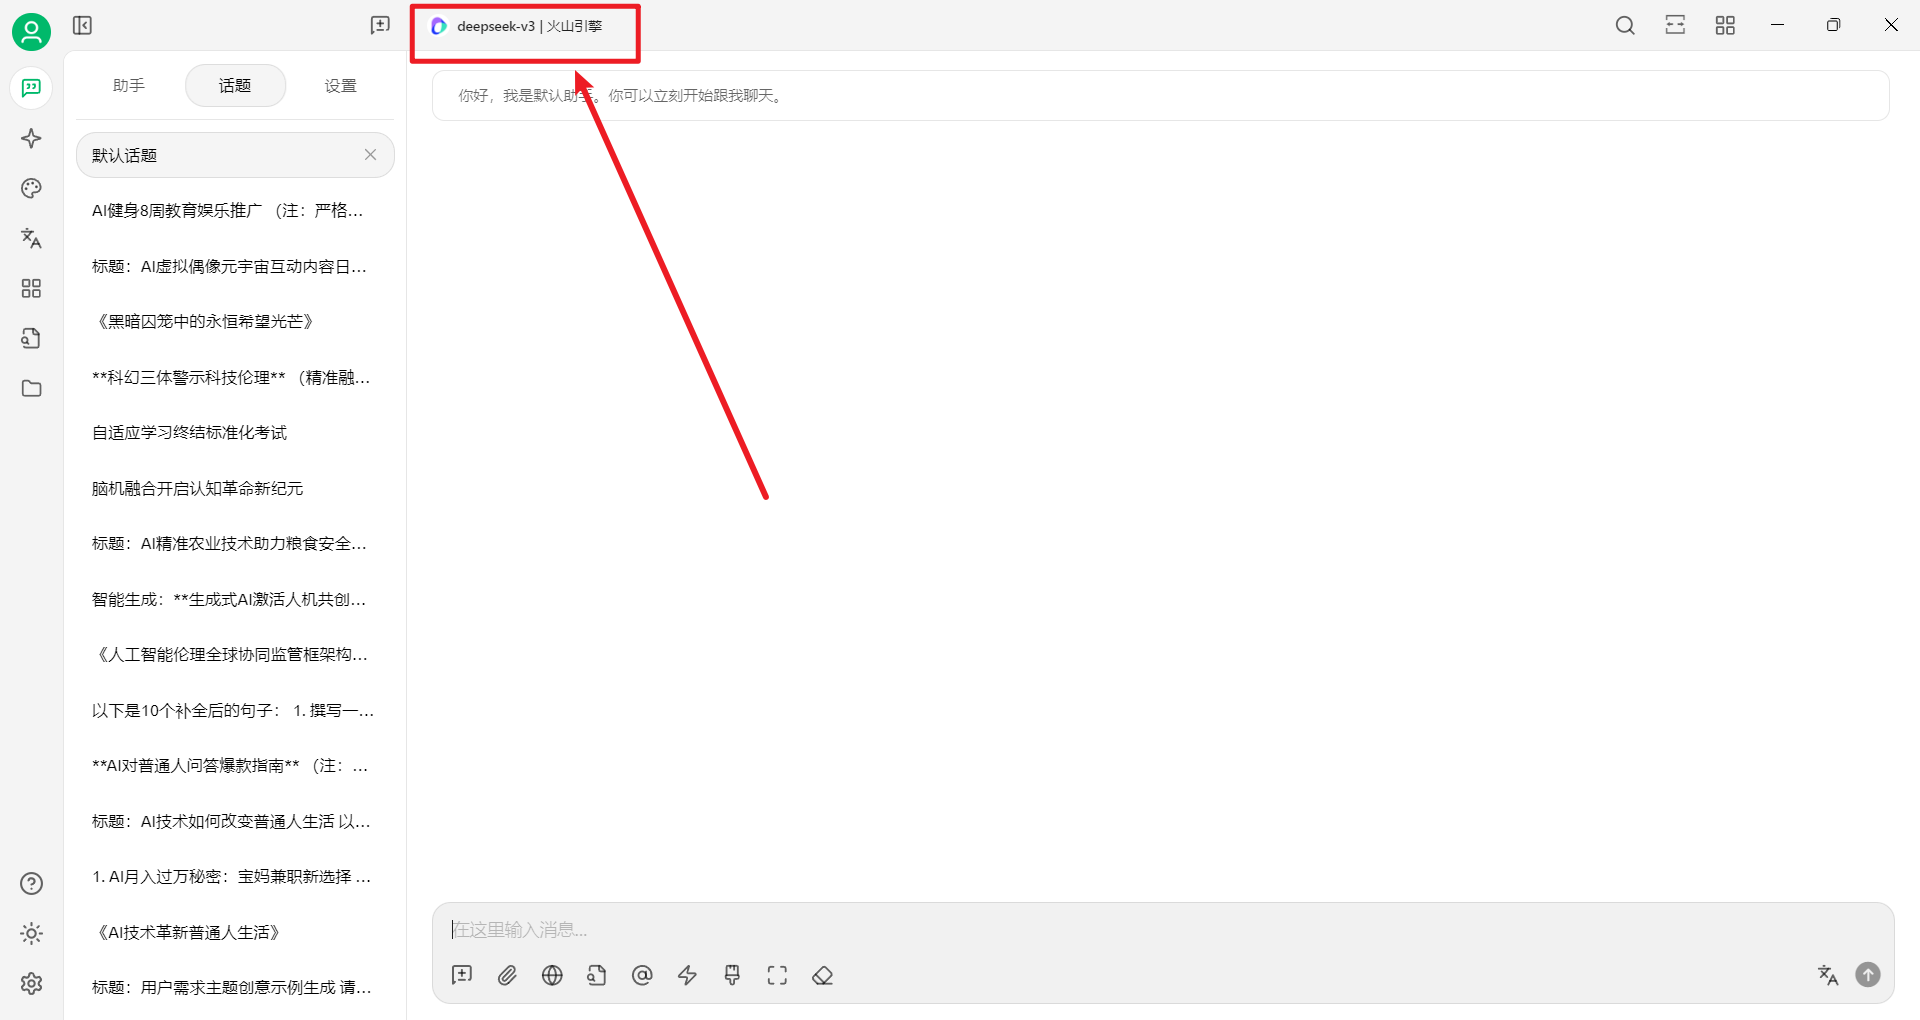 deepseek-v3 | 火山引擎
助手
话题
设置
默认话题
AI健身8周教育娱乐推广 （注：严格...
标题：AI虚拟偶像元宇宙互动内容日...
《黑暗囚笼中的永恒希望光芒》
**科幻三体警示科技伦理** （精准融...
自适应学习终结标准化考试
脑机融合开启认知革命新纪元
标题：AI精准农业技术助力粮食安全...
智能生成：**生成式AI激活人机共创...
《人工智能伦理全球协同监管框架构...
以下是10个补全后的句子： 1. 撰写一...
**AI对普通人问答爆款指南** （注：...
标题：AI技术如何改变普通人生活 以...
1. AI月入过万秘密：宝妈兼职新选择 ...
《AI技术革新普通人生活》
标题：用户需求主题创意示例生成 请...
你好，我是默认助手。你可以立刻开始跟我聊天。
在这里输入消息...